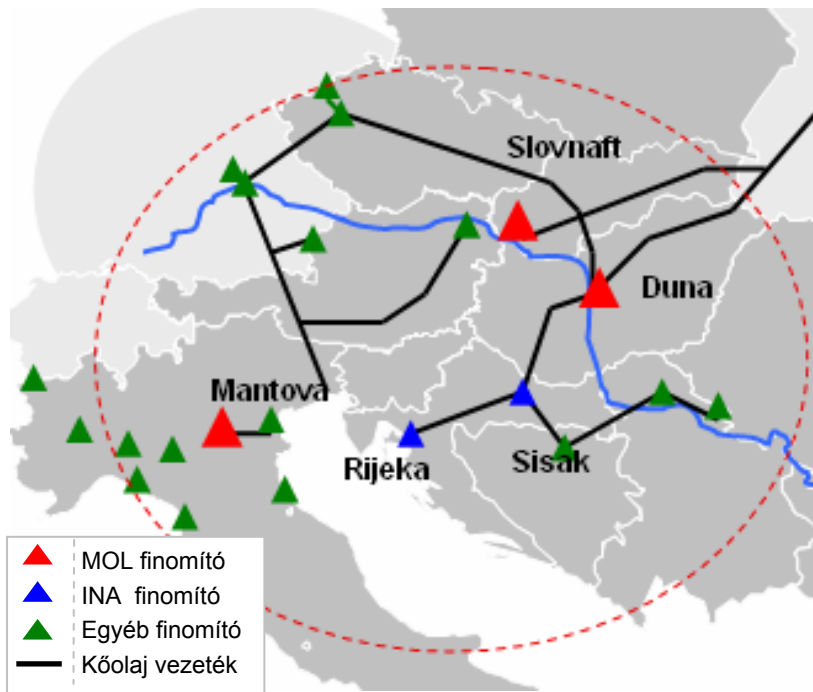 Slovnaft
Duna
Mantova
Rijeka
Sisak
MOL finomító
INA finomító
Egyéb finomító
Kőolaj vezeték